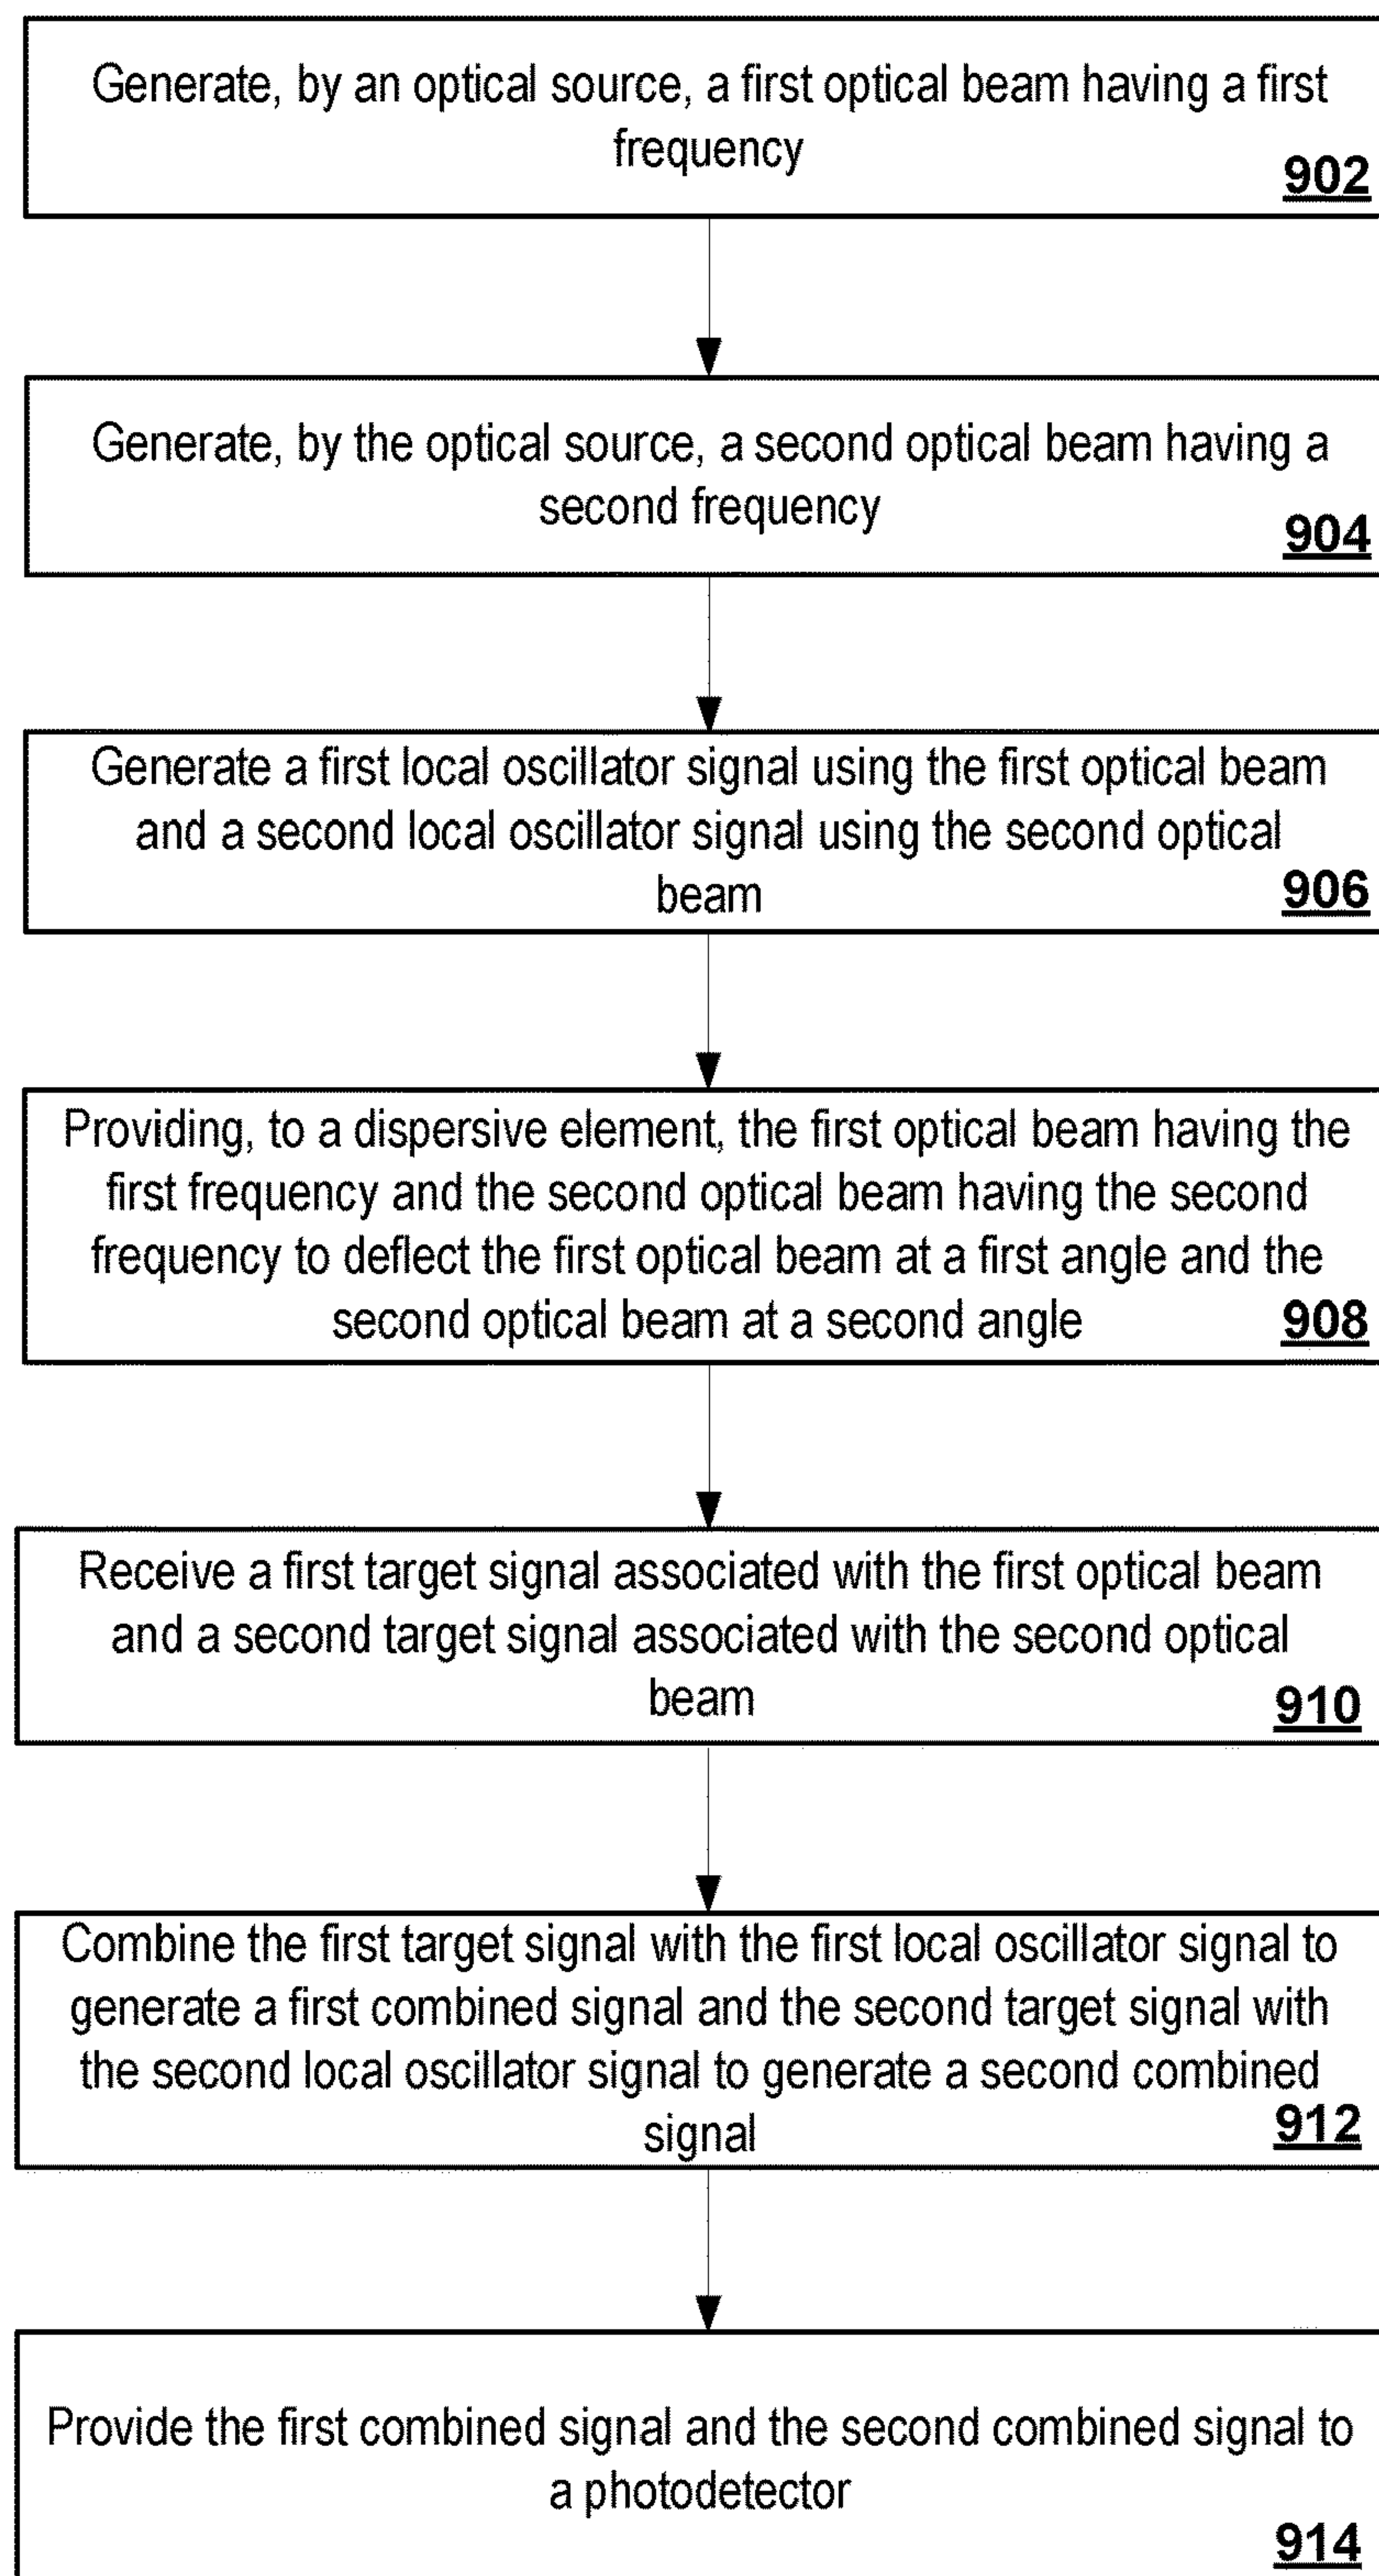 Generate, by an optical source, a first optical beam having a first
frequency
902
Generate, by the optical source, a second optical beam having a
second frequency
904
Generate a first local oscillator signal using the first optical beam
and a second local oscillator signal using the second optical
beam
906
Providing, to a dispersive element, the first optical beam having the
first frequency and the second optical beam having the second
frequency to deflect the first optical beam at a first angle and the
second optical beam at a second angle
908
Receive a first target signal associated with the first optical beam
and a second target signal associated with the second optical
beam
910
Combine the first target signal with the first local oscillator signal to
generate a first combined signal and the second target signal with
the second local oscillator signal to generate a second combined
signal
912
Provide the first combined signal and the second combined signal to
a photodetector
914